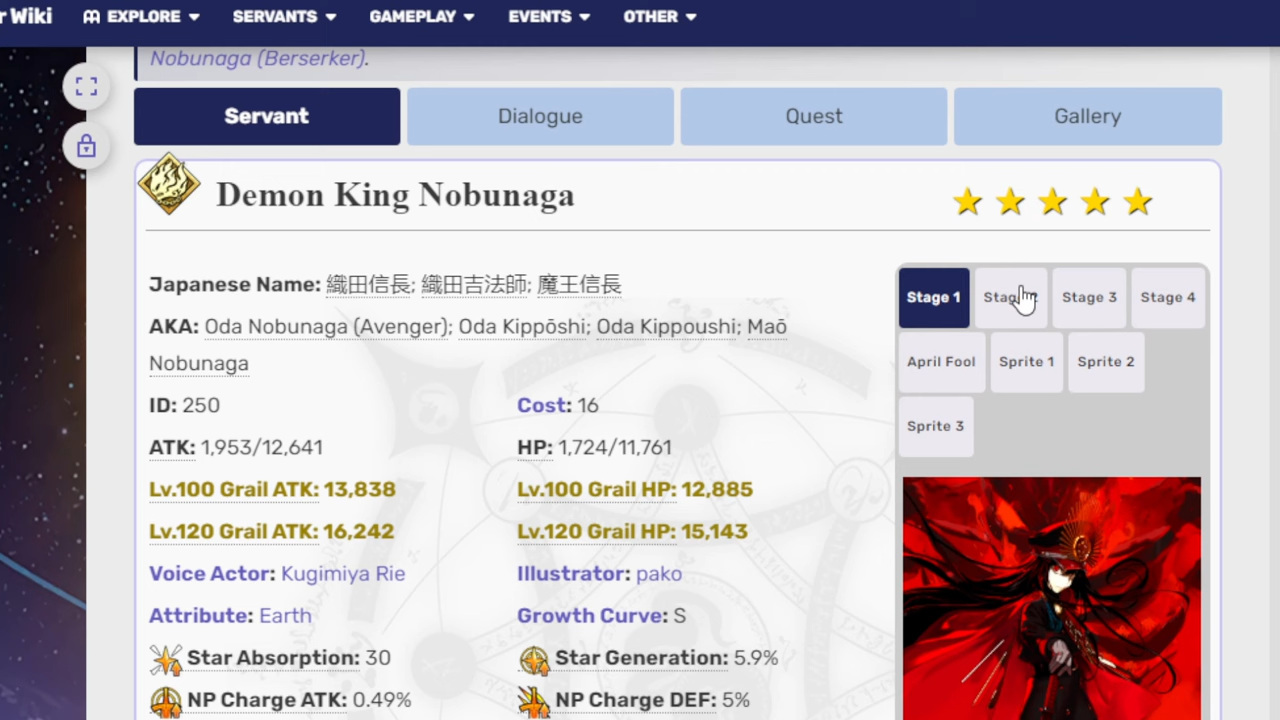 r Wiki EXPLORE SERVANTS GAMEPLAY EVENTS OTHER
Nobunaga (Berserker).
Servant Dialogue Quest Gallery
Demon King Nobunaga
Japanese Name: 織田信長; 織田吉法師; 魔王信長
AKA: Oda Nobunaga (Avenger); Oda Kippōshi; Oda Kippoushi; Maō
Nobunaga
ID: 250 Cost: 16
ATK: 1,953/12,641 HP: 1,724/11,761
Lv.100 Grail ATK: 13,838 Lv.100 Grail HP: 12,885
Lv.120 Grail ATK: 16,242 Lv.120 Grail HP: 15,143
Voice Actor: Kugimiya Rie Illustrator: pako
Attribute: Earth Growth Curve: S
Star Absorption: 30 Star Generation: 5.9%
NP Charge ATK: 0.49% NP Charge DEF: 5%
Stage 1 Stage 2 Stage 3 Stage 4
April Fool Sprite 1 Sprite 2
Sprite 3